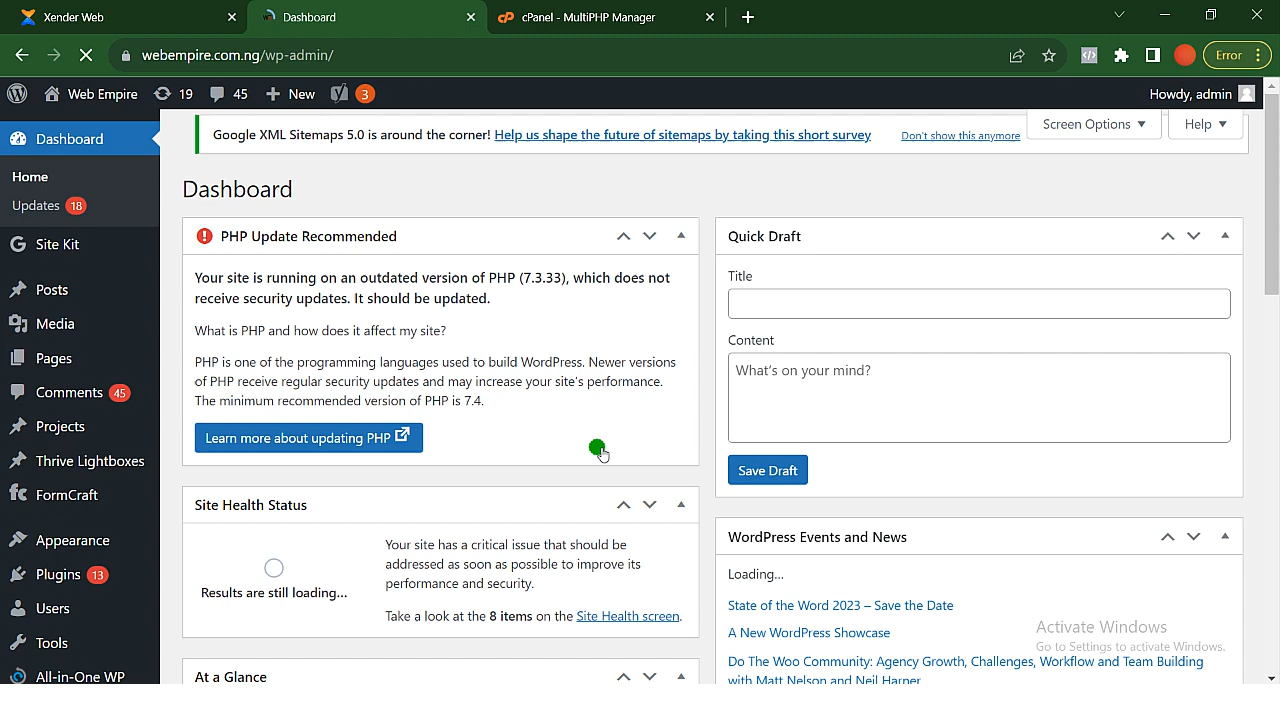 Xender Web
Dashboard
cPanel - MultiPHP Manager
webempire.com.ng/wp-admin/
Error
Web Empire
19
45
New
3
Howdy, admin
Google XML Sitemaps 5.0 is around the corner! Help us shape the future of sitemaps by taking this short survey
Don't show this anymore
Screen Options
Help
Dashboard
Home
Updates 18
Site Kit
Posts
Media
Pages
Comments 45
Projects
Thrive Lightboxes
FormCraft
Appearance
Plugins 13
Users
Tools
All-in-One WP
Dashboard
PHP Update Recommended
Your site is running on an outdated version of PHP (7.3.33), which does not
receive security updates. It should be updated.
What is PHP and how does it affect my site?
PHP is one of the programming languages used to build WordPress. Newer versions
of PHP receive regular security updates and may increase your site's performance.
The minimum recommended version of PHP is 7.4.
Learn more about updating PHP
Site Health Status
Results are still loading...
Your site has a critical issue that should be
addressed as soon as possible to improve its
performance and security.
Take a look at the 8 items on the Site Health screen.
At a Glance
Quick Draft
Title
Content
What's on your mind?
Save Draft
WordPress Events and News
Loading...
State of the Word 2023 – Save the Date
A New WordPress Showcase
Do The Woo Community: Agency Growth, Challenges, Workflow and Team Building
with Matt Nelson and Neil Harner
Activate Windows
Go to Settings to activate Windows.